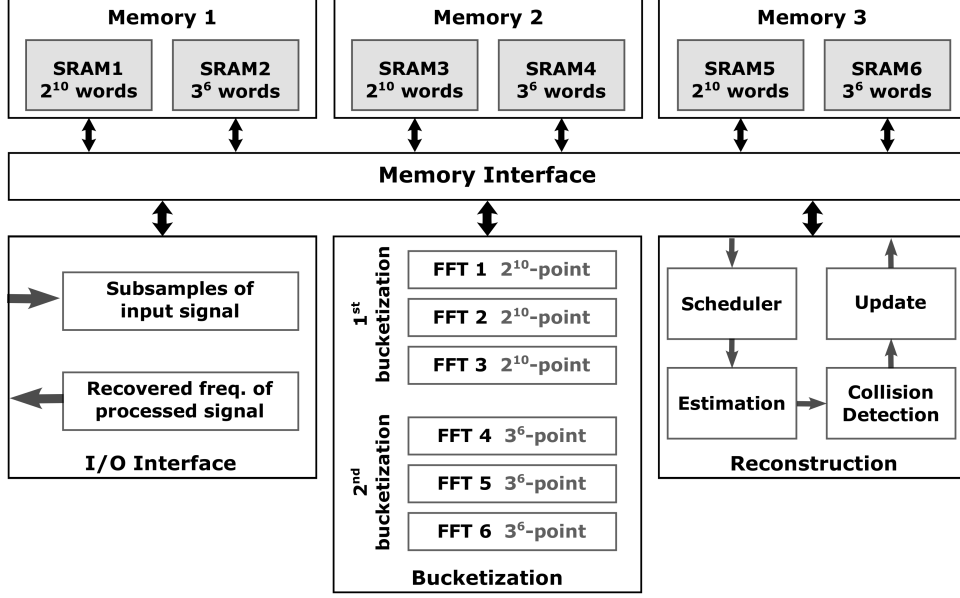 Memory 1
SRAM1
2¹⁰ words
SRAM2
3⁶ words
Memory 2
SRAM3
2¹⁰ words
SRAM4
3⁶ words
Memory 3
SRAM5
2¹⁰ words
SRAM6
3⁶ words
Memory Interface
Subsamples of
input signal
Recovered freq. of
processed signal
I/O Interface
1ˢᵗ
bucketization
FFT 1 2¹⁰-point
FFT 2 2¹⁰-point
FFT 3 2¹⁰-point
2ⁿᵈ
bucketization
FFT 4 3⁶-point
FFT 5 3⁶-point
FFT 6 3⁶-point
Bucketization
Scheduler
Update
Estimation
Collision
Detection
Reconstruction